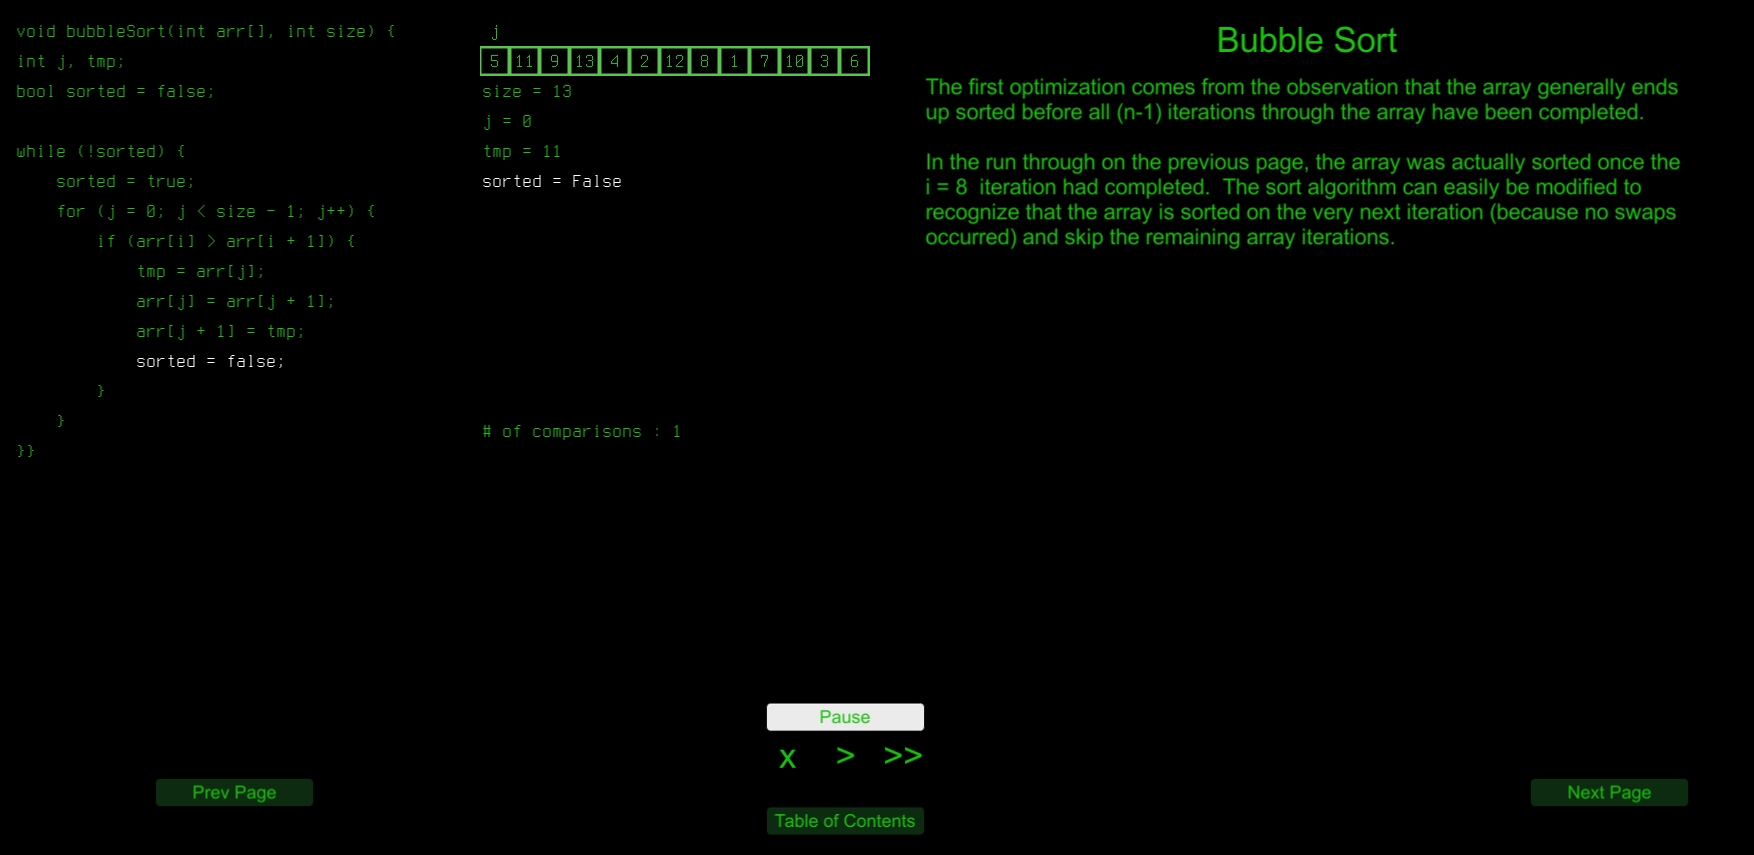 void bubbleSort(int arr[], int size) {
int j, tmp;
bool sorted = false;
while (!sorted) {
sorted = true;
for (j = 0; j < size - 1; j++) {
if (arr[i] > arr[i + 1]) {
tmp = arr[j];
arr[j] = arr[j + 1];
arr[j + 1] = tmp;
sorted = false;
}
}
}}
j
5 11 9 13 4 2 12 8 1 7 10 3 6
size = 13
j = 0
tmp = 11
sorted = False
# of comparisons : 1
Bubble Sort
The first optimization comes from the observation that the array generally ends
up sorted before all (n-1) iterations through the array have been completed.
In the run through on the previous page, the array was actually sorted once the
i = 8  iteration had completed.  The sort algorithm can easily be modified to
recognize that the array is sorted on the very next iteration (because no swaps
occurred) and skip the remaining array iterations.
Pause
x > >>
Prev Page
Next Page
Table of Contents